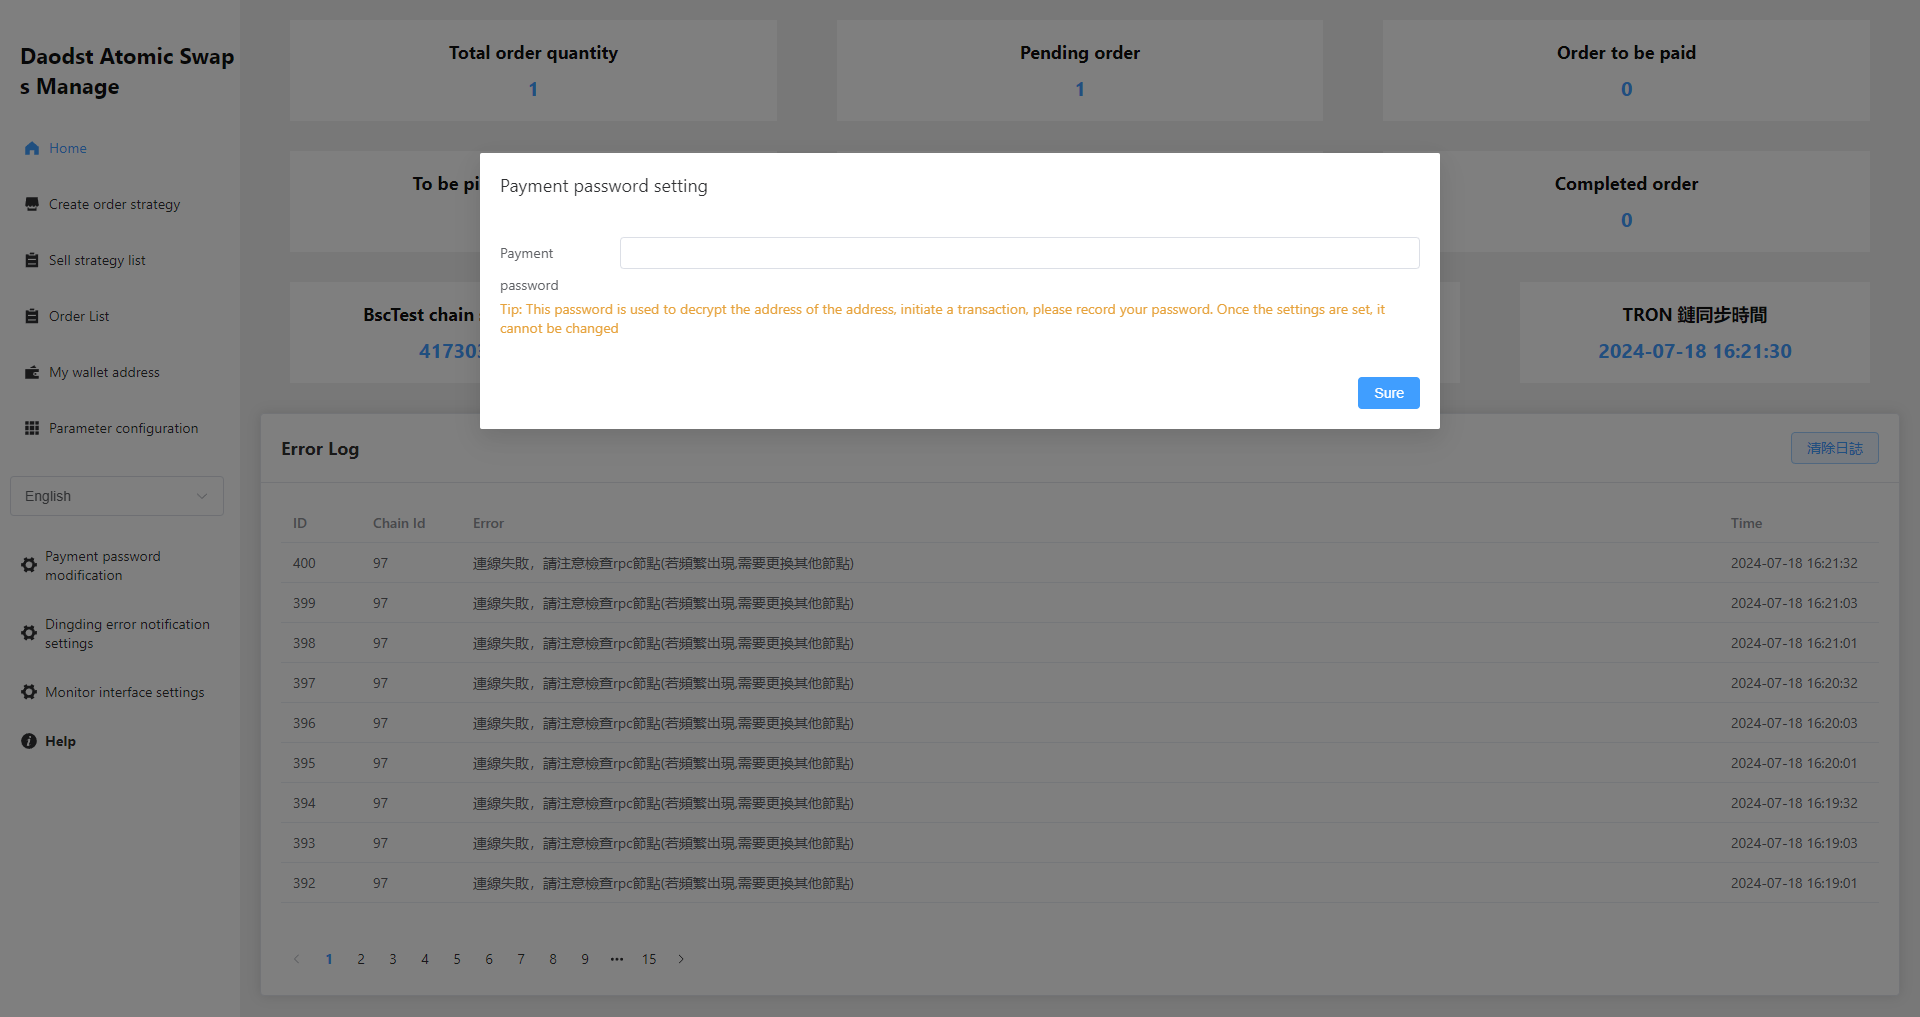 Daodst Atomic Swap
s Manage
Home
Create order strategy
Sell strategy list
Order List
My wallet address
Parameter configuration
English
Payment password
modification
Dingding error notification
settings
Monitor interface settings
Help
Total order quantity
1
Pending order
1
Order to be paid
0
To be pi
Completed order
0
BscTest chain
41730
TRON 鏈同步時間
2024-07-18 16:21:30
Payment password setting
Payment
password
Tip: This password is used to decrypt the address of the address, initiate a transaction, please record your password. Once the settings are set, it
cannot be changed
Sure
Error Log
清除日誌
ID Chain Id Error Time
400 97 連線失敗，請注意檢查rpc節點(若頻繁出現,需要更換其他節點) 2024-07-18 16:21:32
399 97 連線失敗，請注意檢查rpc節點(若頻繁出現,需要更換其他節點) 2024-07-18 16:21:03
398 97 連線失敗，請注意檢查rpc節點(若頻繁出現,需要更換其他節點) 2024-07-18 16:21:01
397 97 連線失敗，請注意檢查rpc節點(若頻繁出現,需要更換其他節點) 2024-07-18 16:20:32
396 97 連線失敗，請注意檢查rpc節點(若頻繁出現,需要更換其他節點) 2024-07-18 16:20:03
395 97 連線失敗，請注意檢查rpc節點(若頻繁出現,需要更換其他節點) 2024-07-18 16:20:01
394 97 連線失敗，請注意檢查rpc節點(若頻繁出現,需要更換其他節點) 2024-07-18 16:19:32
393 97 連線失敗，請注意檢查rpc節點(若頻繁出現,需要更換其他節點) 2024-07-18 16:19:03
392 97 連線失敗，請注意檢查rpc節點(若頻繁出現,需要更換其他節點) 2024-07-18 16:19:01
1 2 3 4 5 6 7 8 9 ••• 15